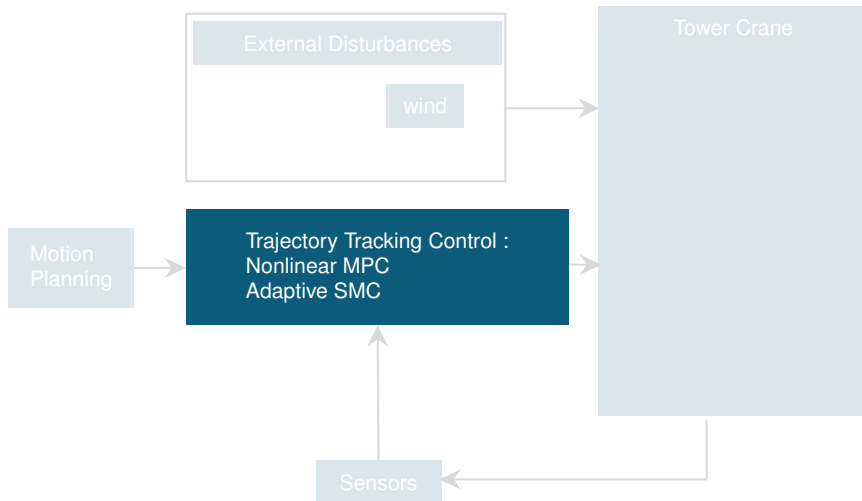 External Disturbances
wind
Tower Crane
Motion
Planning
Trajectory Tracking Control :
Nonlinear MPC
Adaptive SMC
Sensors